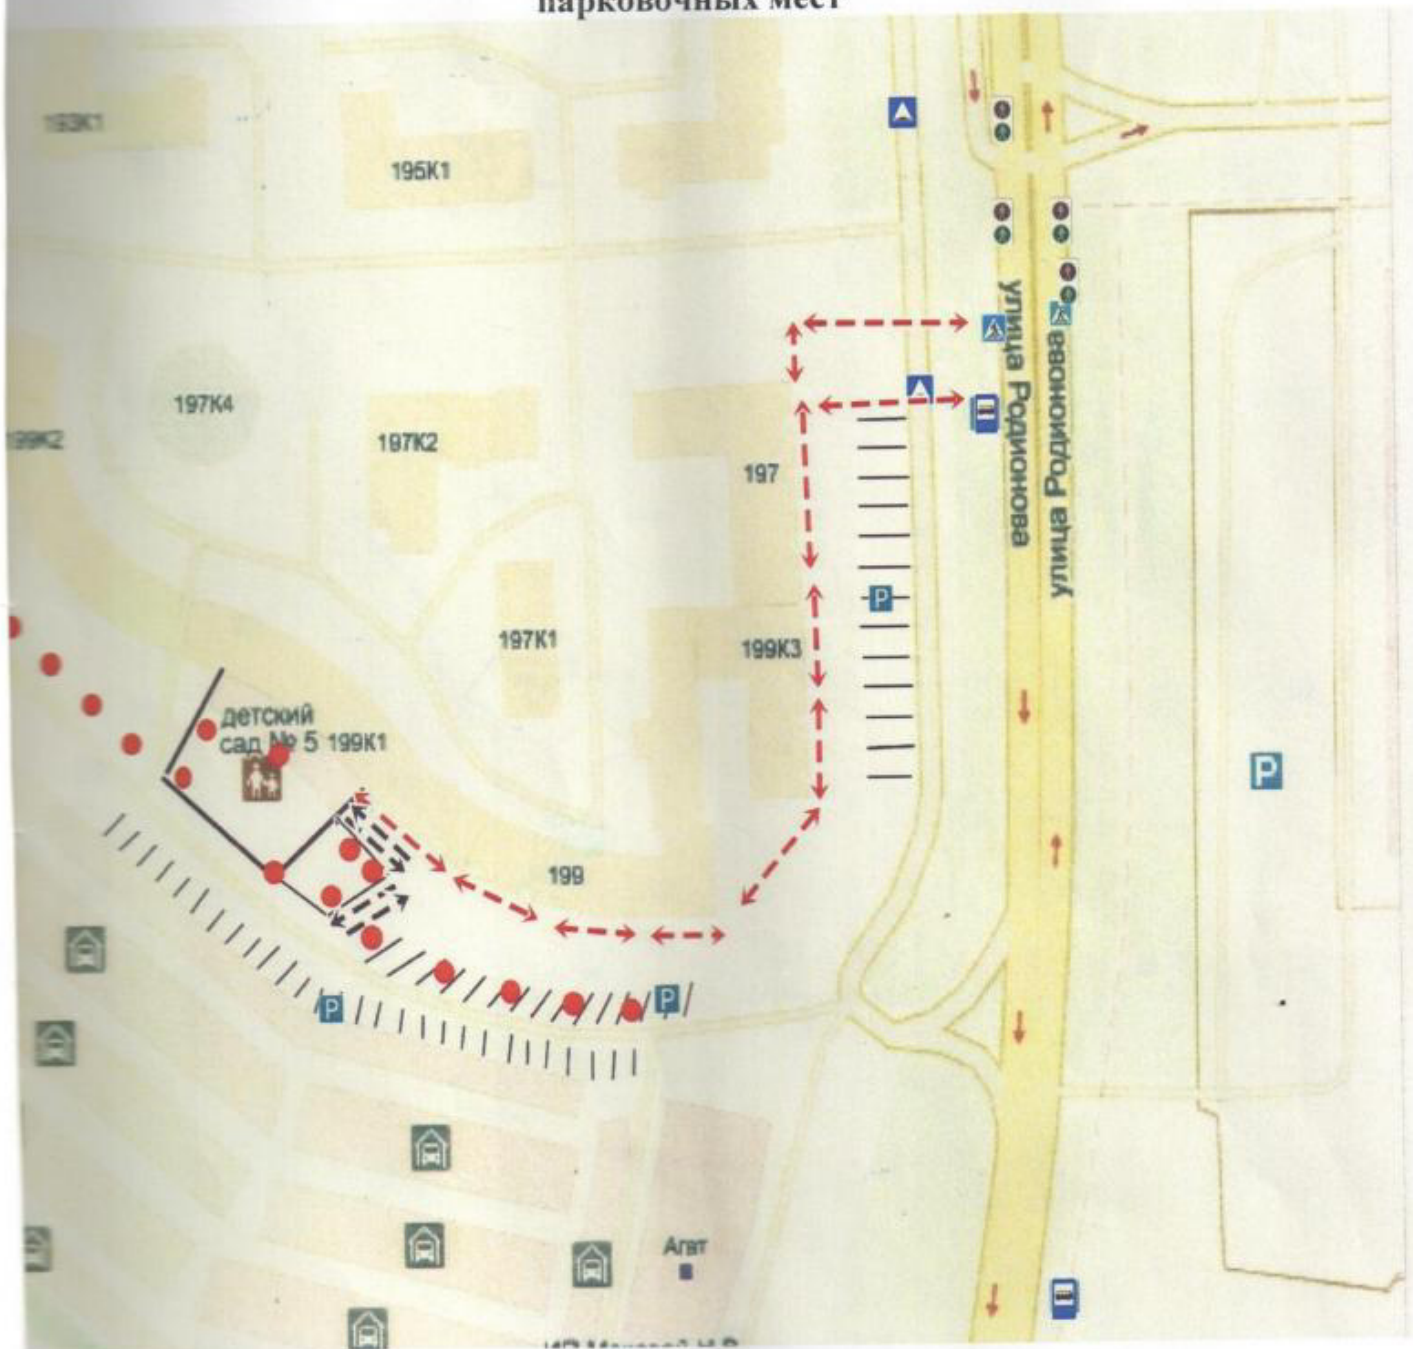 парковочных мест
193К1
195К1
197К4
199К2
197К2
197
улица Родионова
улица Родионова
197К1
199К3
детский
сад № 5 199К1
P
P
199
P
P
Агат